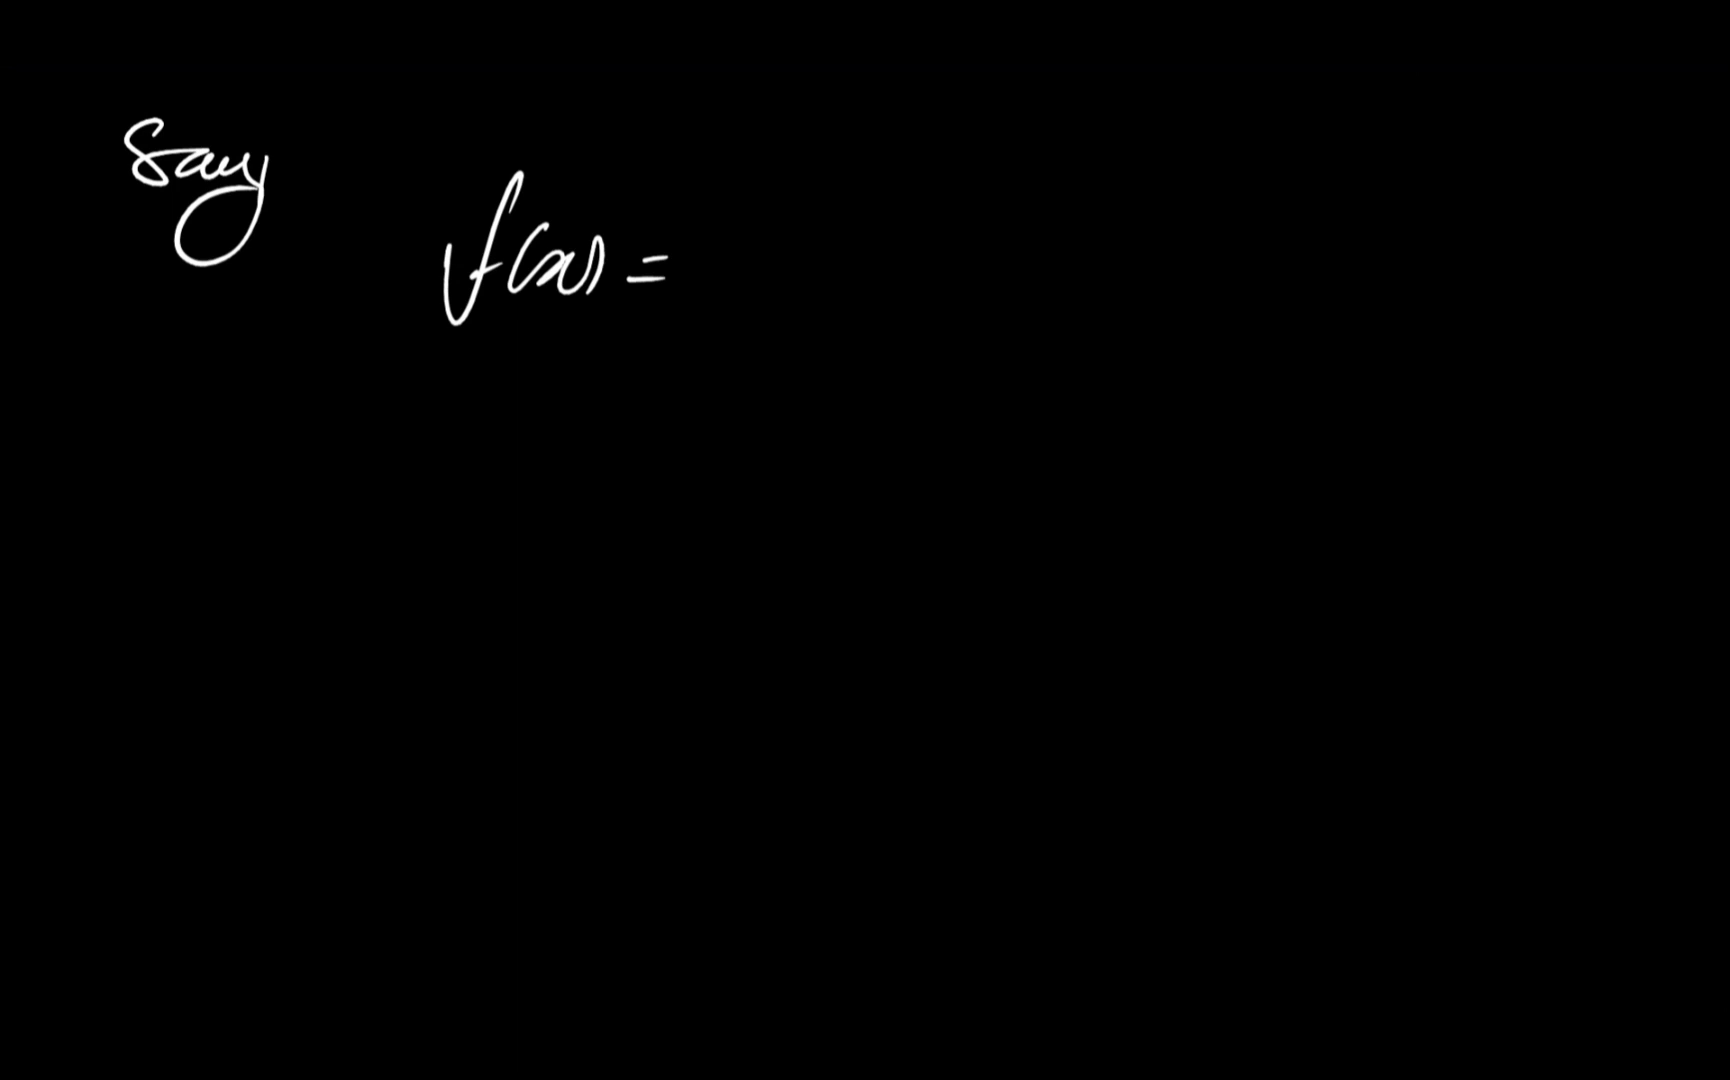 Say
f(x) =